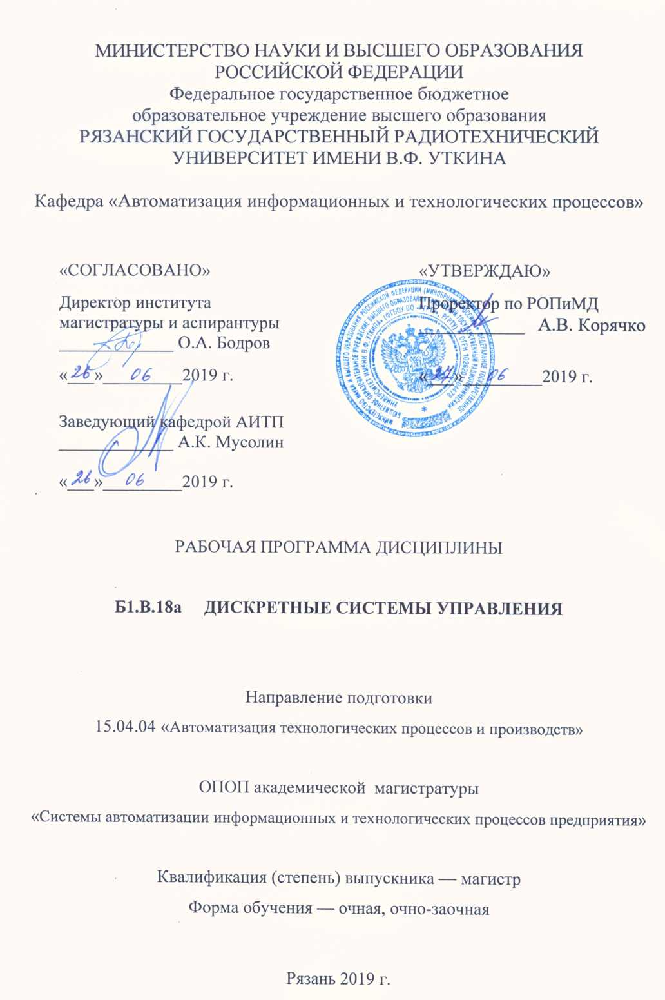 МИНИСТЕРСТВО НАУКИ И ВЫСШЕГО ОБРАЗОВАНИЯ
РОССИЙСКОЙ ФЕДЕРАЦИИ
Федеральное государственное бюджетное
образовательное учреждение высшего образования
РЯЗАНСКИЙ ГОСУДАРСТВЕННЫЙ РАДИОТЕХНИЧЕСКИЙ
УНИВЕРСИТЕТ ИМЕНИ В.Ф. УТКИНА
Кафедра «Автоматизация информационных и технологических процессов»
«СОГЛАСОВАНО»
Директор института
магистратуры и аспирантуры
_____________ О.А. Бодров
«26» 06 2019 г.
Заведующий кафедрой АИТП
_____________ А.К. Мусолин
«26» 06 2019 г.
«УТВЕРЖДАЮ»
Проректор по РОПиМД
____________ А.В. Корячко
«27» 06 2019 г.
РАБОЧАЯ ПРОГРАММА ДИСЦИПЛИНЫ
Б1.В.18а ДИСКРЕТНЫЕ СИСТЕМЫ УПРАВЛЕНИЯ
Направление подготовки
15.04.04 «Автоматизация технологических процессов и производств»
ОПОП академической магистратуры
«Системы автоматизации информационных и технологических процессов предприятия»
Квалификация (степень) выпускника — магистр
Форма обучения — очная, очно-заочная
Рязань 2019 г.